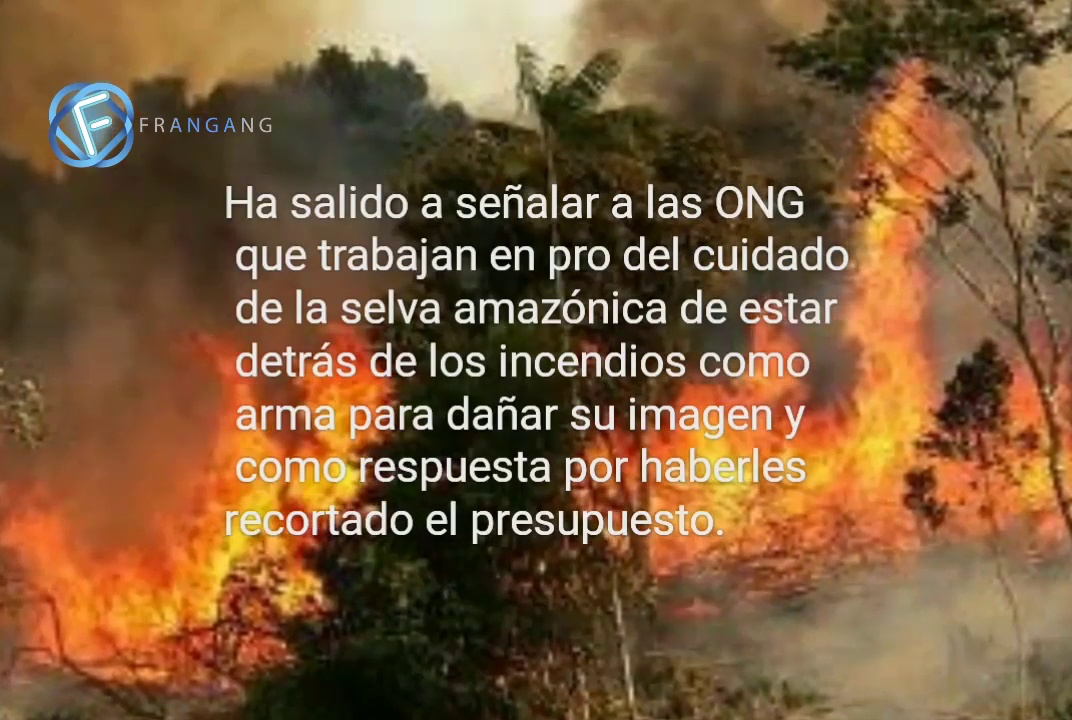 F FRANGANG
Ha salido a señalar a las ONG
que trabajan en pro del cuidado
de la selva amazónica de estar
detrás de los incendios como
arma para dañar su imagen y
como respuesta por haberles
recortado el presupuesto.